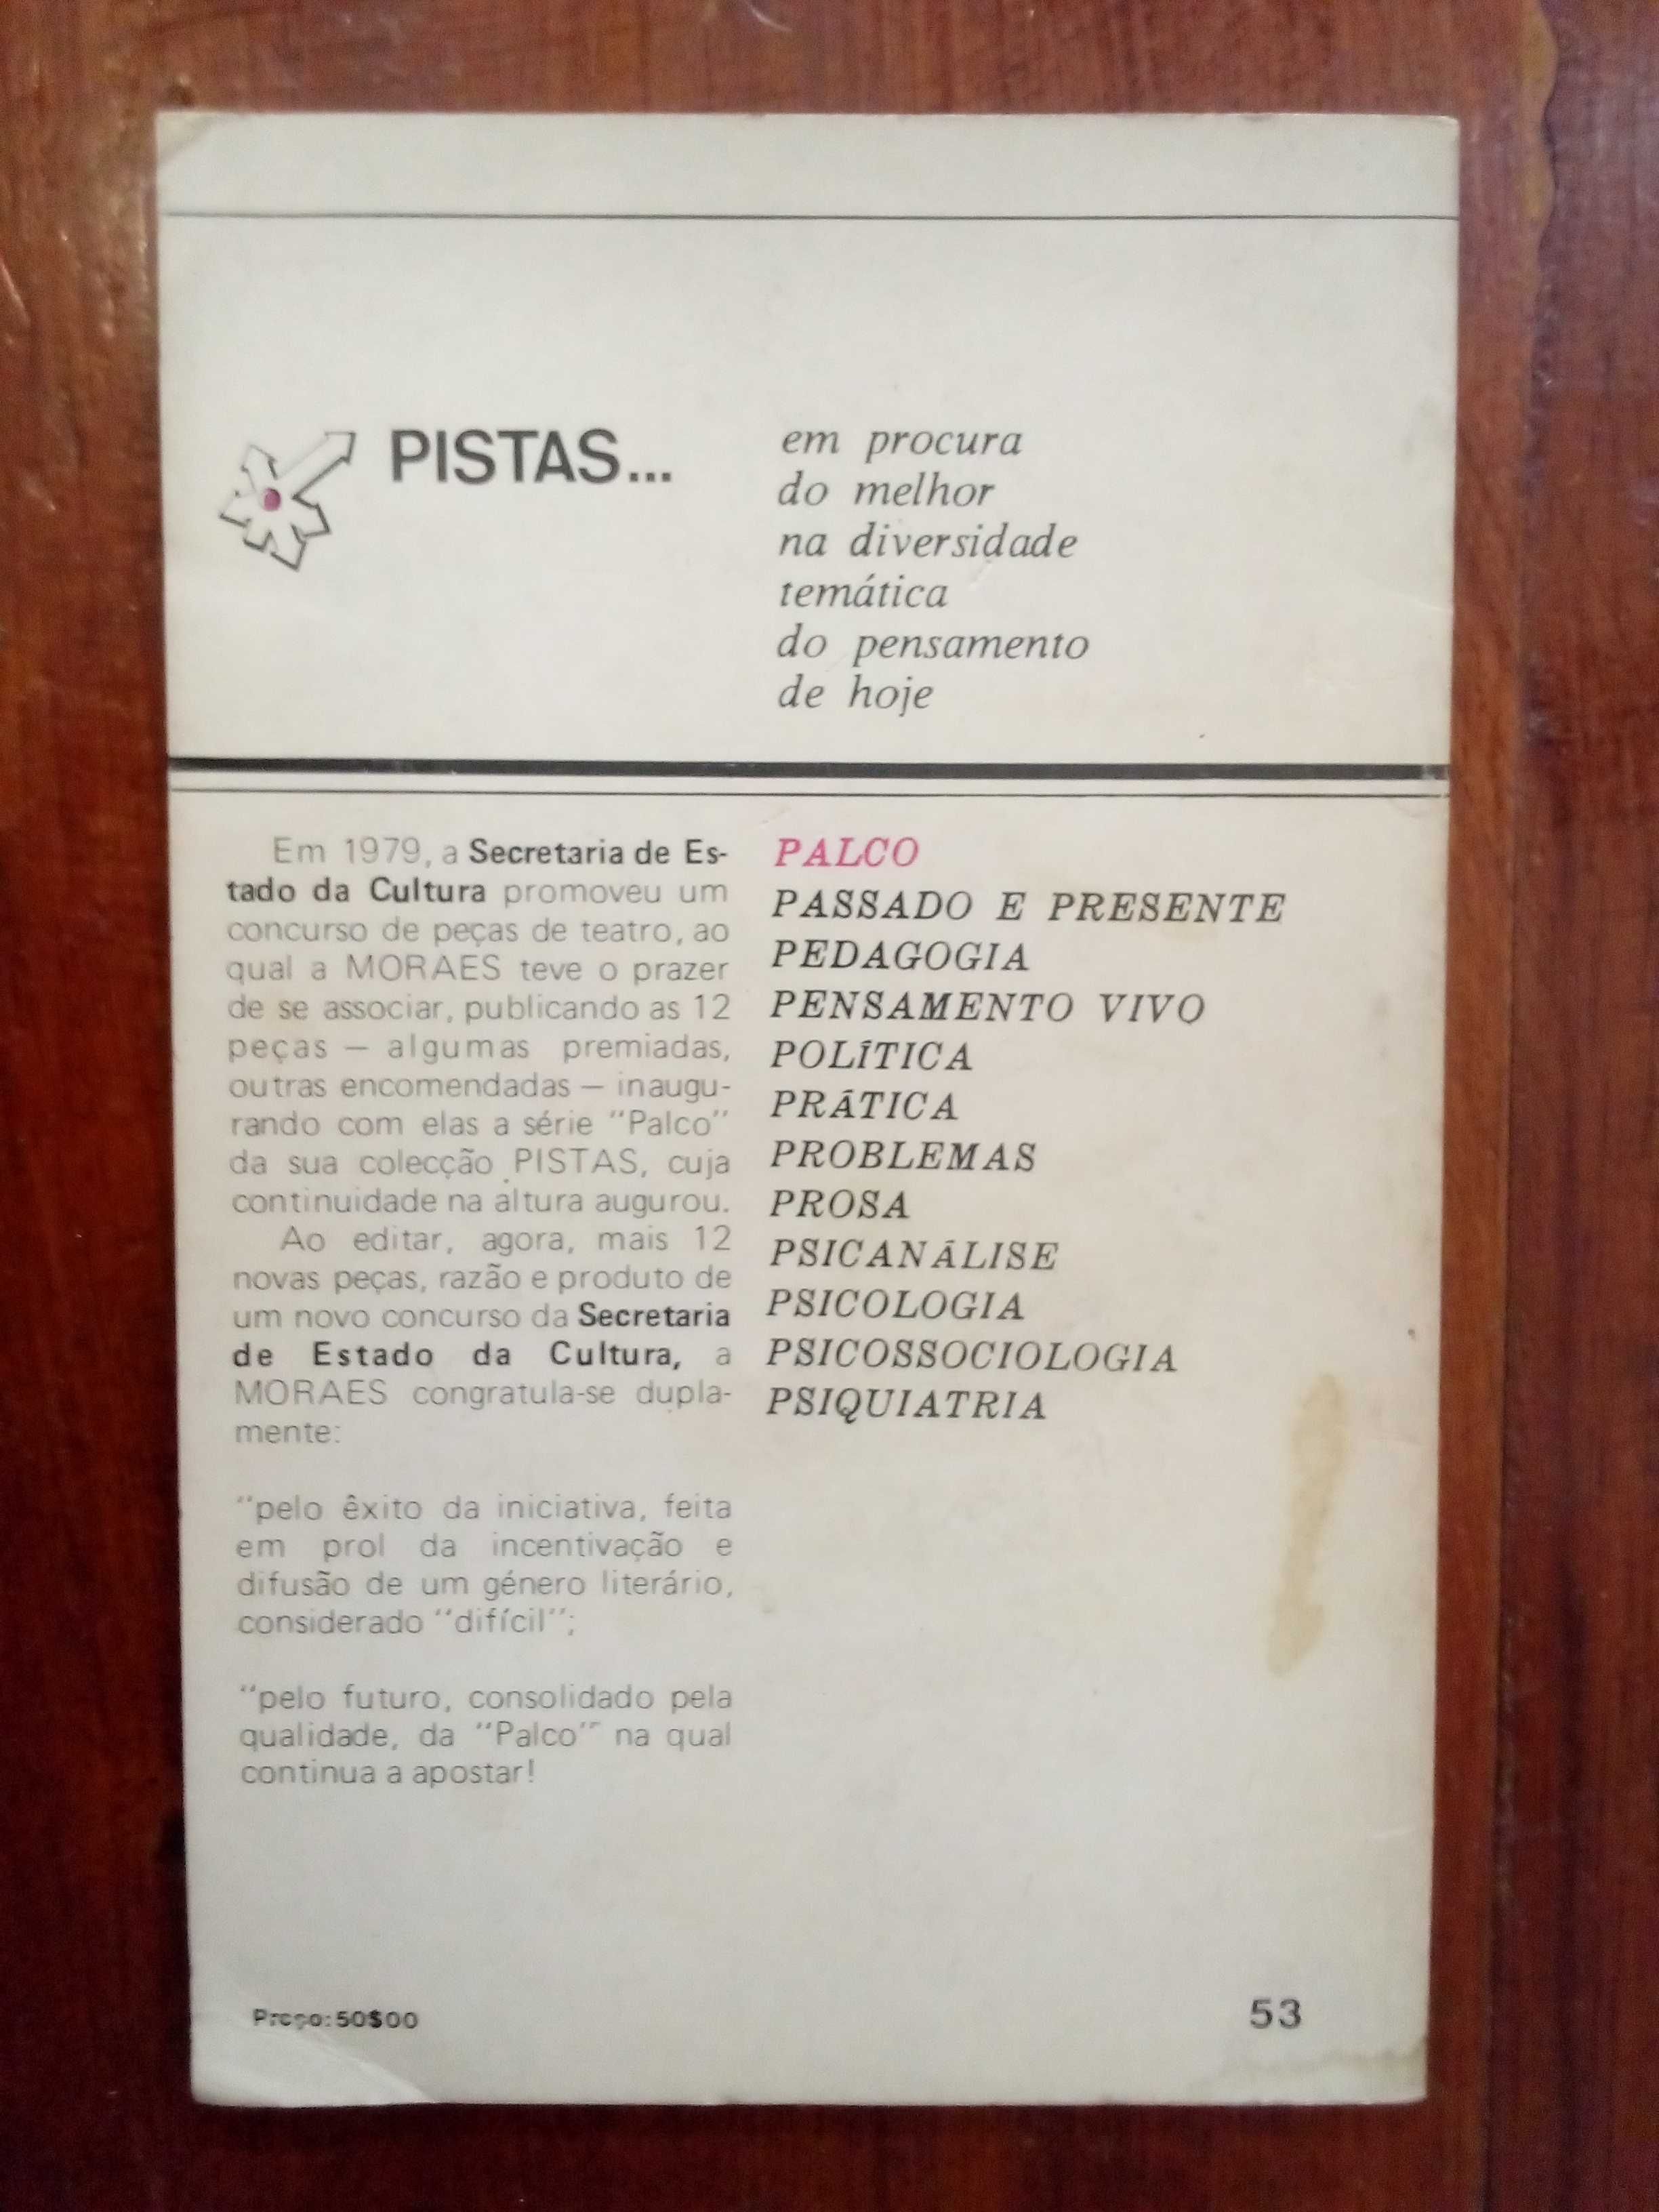 PISTAS...
em procura
do melhor
na diversidade
temática
do pensamento
de hoje
Em 1979, a Secretaria de Es-
tado da Cultura promoveu um
concurso de peças de teatro, ao
qual a MORAES teve o prazer
de se associar, publicando as 12
peças — algumas premiadas,
outras encomendadas — inaugu-
rando com elas a série "Palco"
da sua colecção PISTAS, cuja
continuidade na altura augurou.
Ao editar, agora, mais 12
novas peças, razão e produto de
um novo concurso da Secretaria
de Estado da Cultura, a
MORAES congratula-se dupla-
mente:
"pelo êxito da iniciativa, feita
em prol da incentivação e
difusão de um género literário,
considerado "difícil";
"pelo futuro, consolidado pela
qualidade, da "Palco" na qual
continua a apostar!
PALCO
PASSADO E PRESENTE
PEDAGOGIA
PENSAMENTO VIVO
POLÍTICA
PRÁTICA
PROBLEMAS
PROSA
PSICANÁLISE
PSICOLOGIA
PSICOSSOCIOLOGIA
PSIQUIATRIA
Preço: 50$00
53